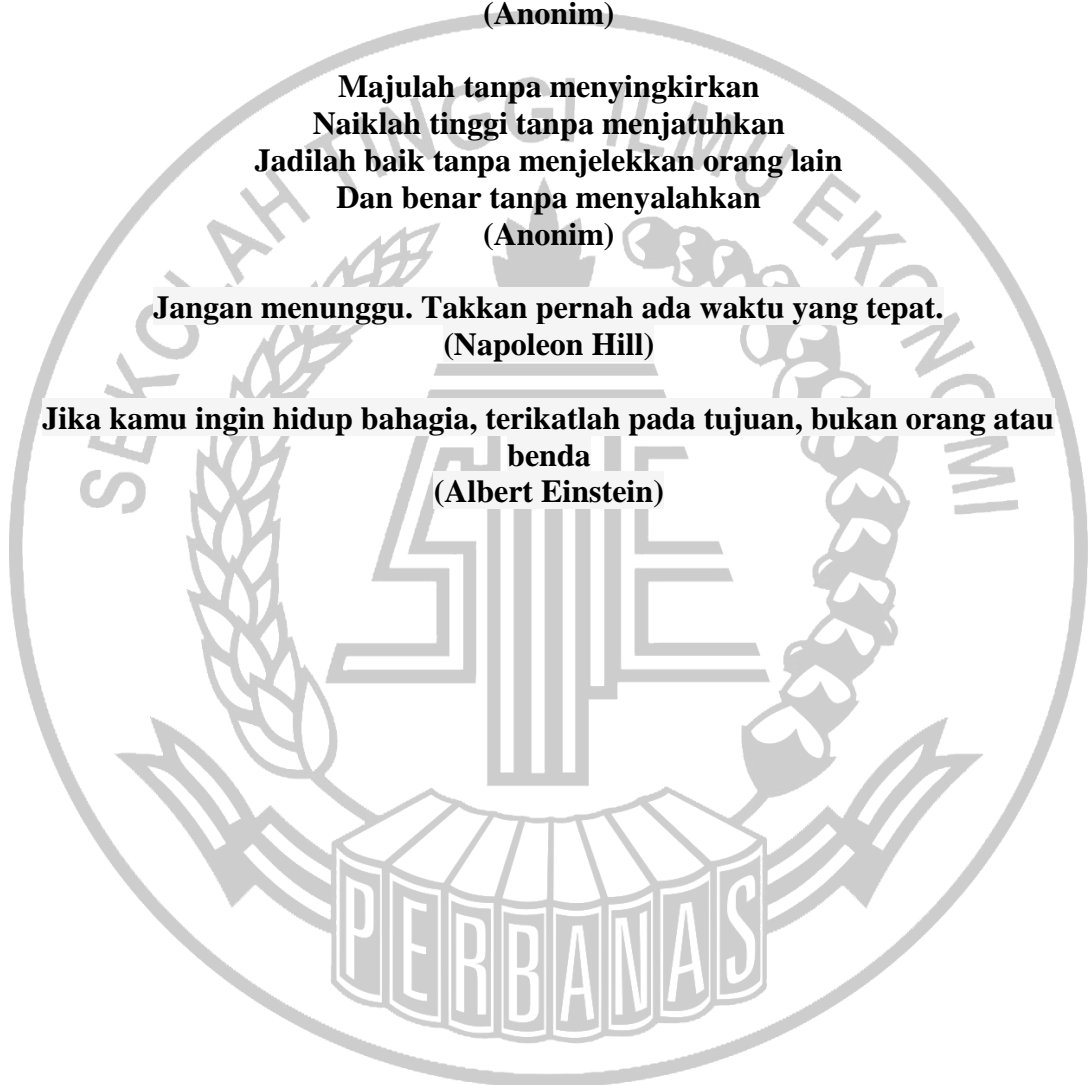 (Anonim)
Majulah tanpa menyingkirkan
Naiklah tinggi tanpa menjatuhkan
Jadilah baik tanpa menjelekkan orang lain
Dan benar tanpa menyalahkan
(Anonim)
Jangan menunggu. Takkan pernah ada waktu yang tepat.
(Napoleon Hill)
Jika kamu ingin hidup bahagia, terikatlah pada tujuan, bukan orang atau
benda
(Albert Einstein)
SEKOLAH TINGGI ILMU EKONOMI
PERBANAS